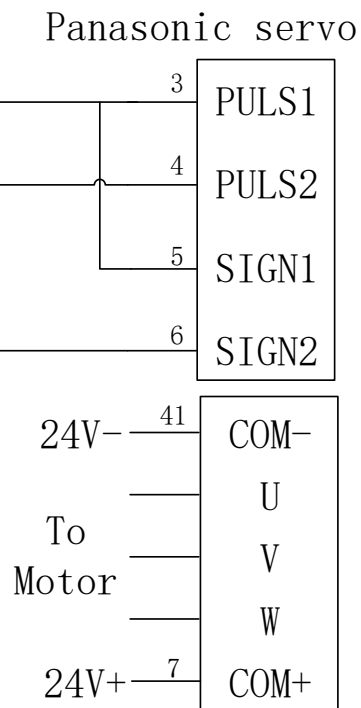 Panasonic servo
3 PULS1
4 PULS2
5 SIGN1
6 SIGN2
24V- 41 COM-
U
To
V
Motor
W
24V+ 7 COM+